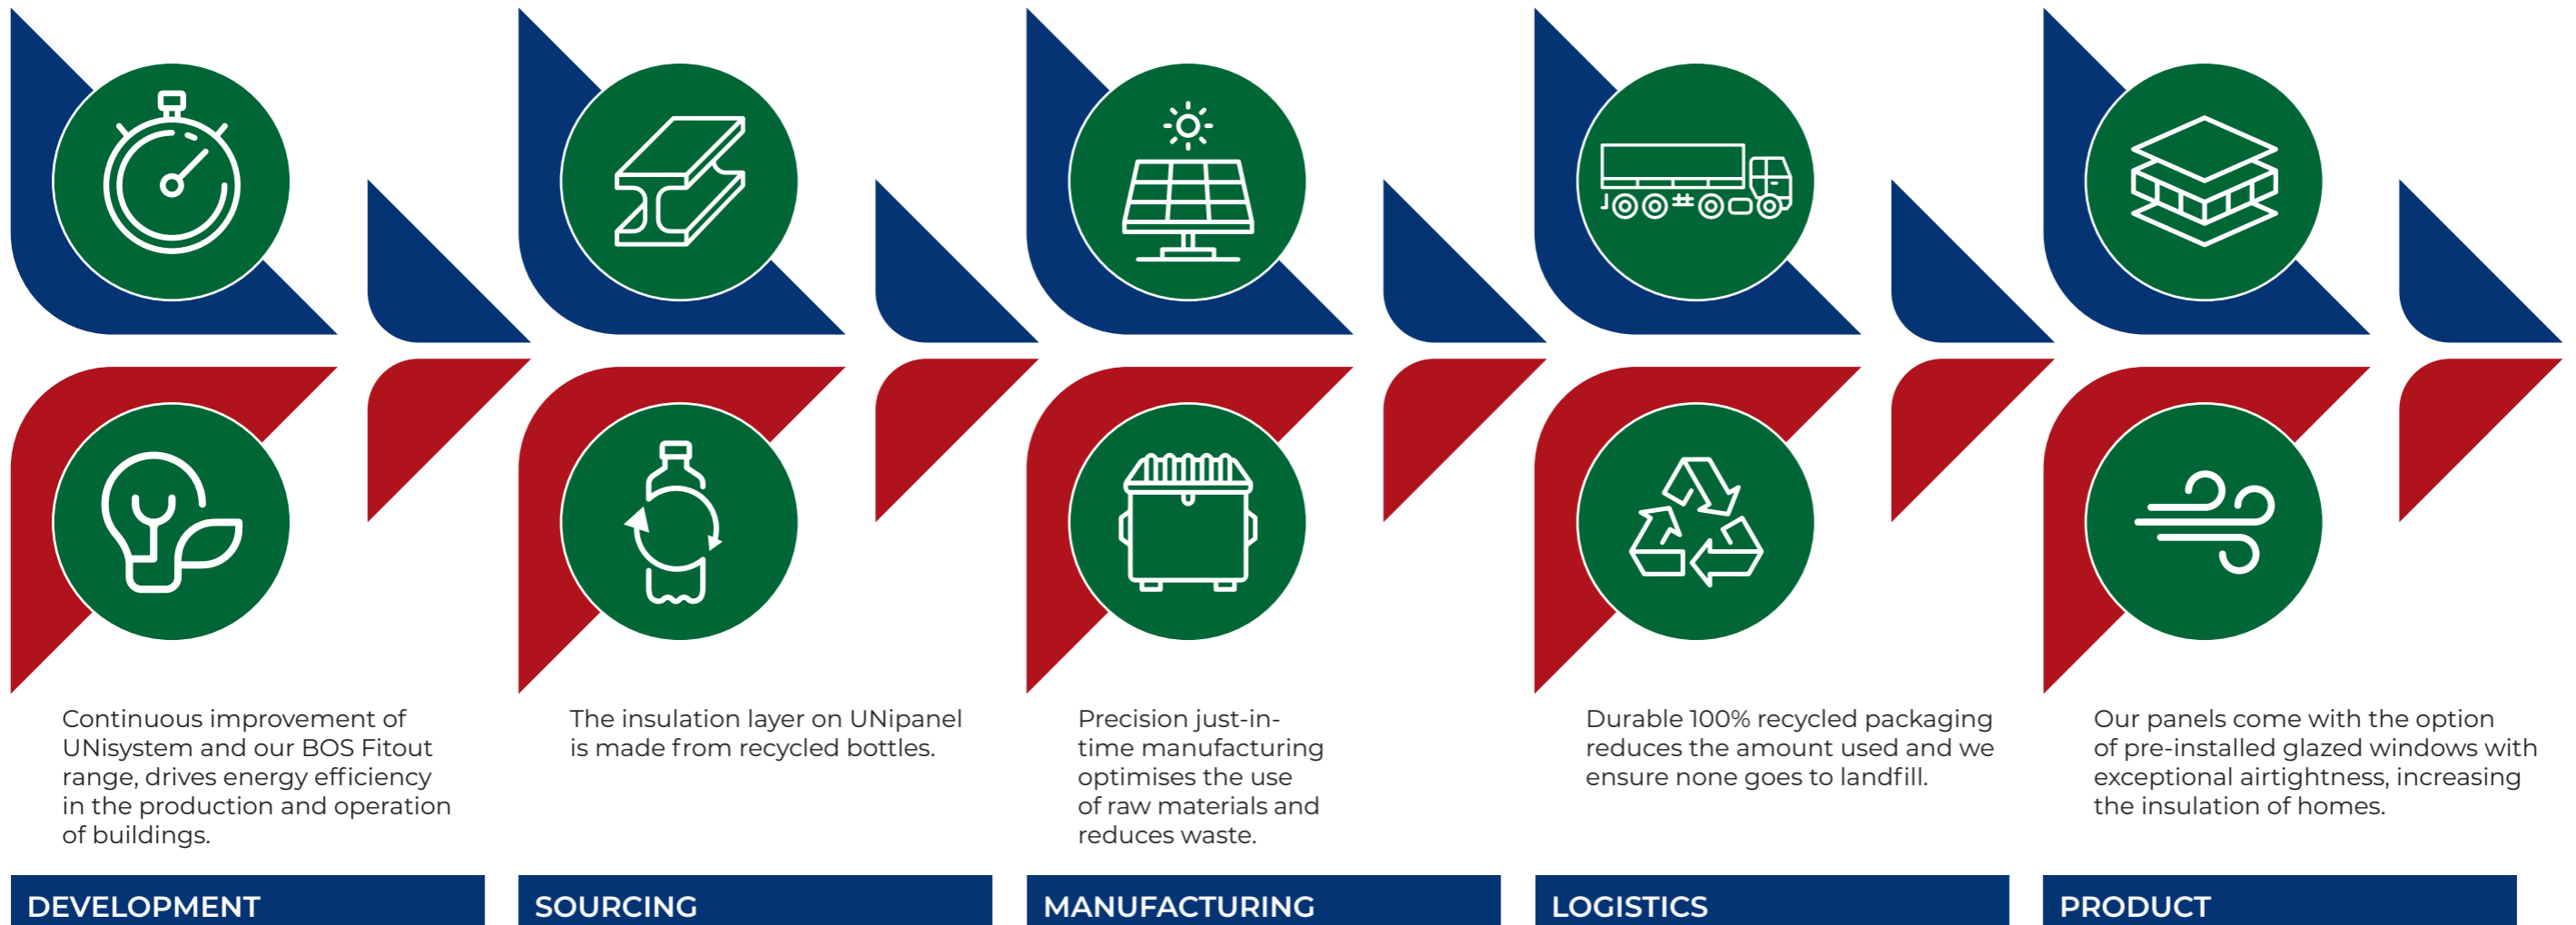 Continuous improvement of
UNisystem and our BOS Fitout
range, drives energy efficiency
in the production and operation
of buildings.
The insulation layer on UNipanel
is made from recycled bottles.
Precision just-in-
time manufacturing
optimises the use
of raw materials and
reduces waste.
Durable 100% recycled packaging
reduces the amount used and we
ensure none goes to landfill.
Our panels come with the option
of pre-installed glazed windows with
exceptional airtightness, increasing
the insulation of homes.
DEVELOPMENT
SOURCING
MANUFACTURING
LOGISTICS
PRODUCT